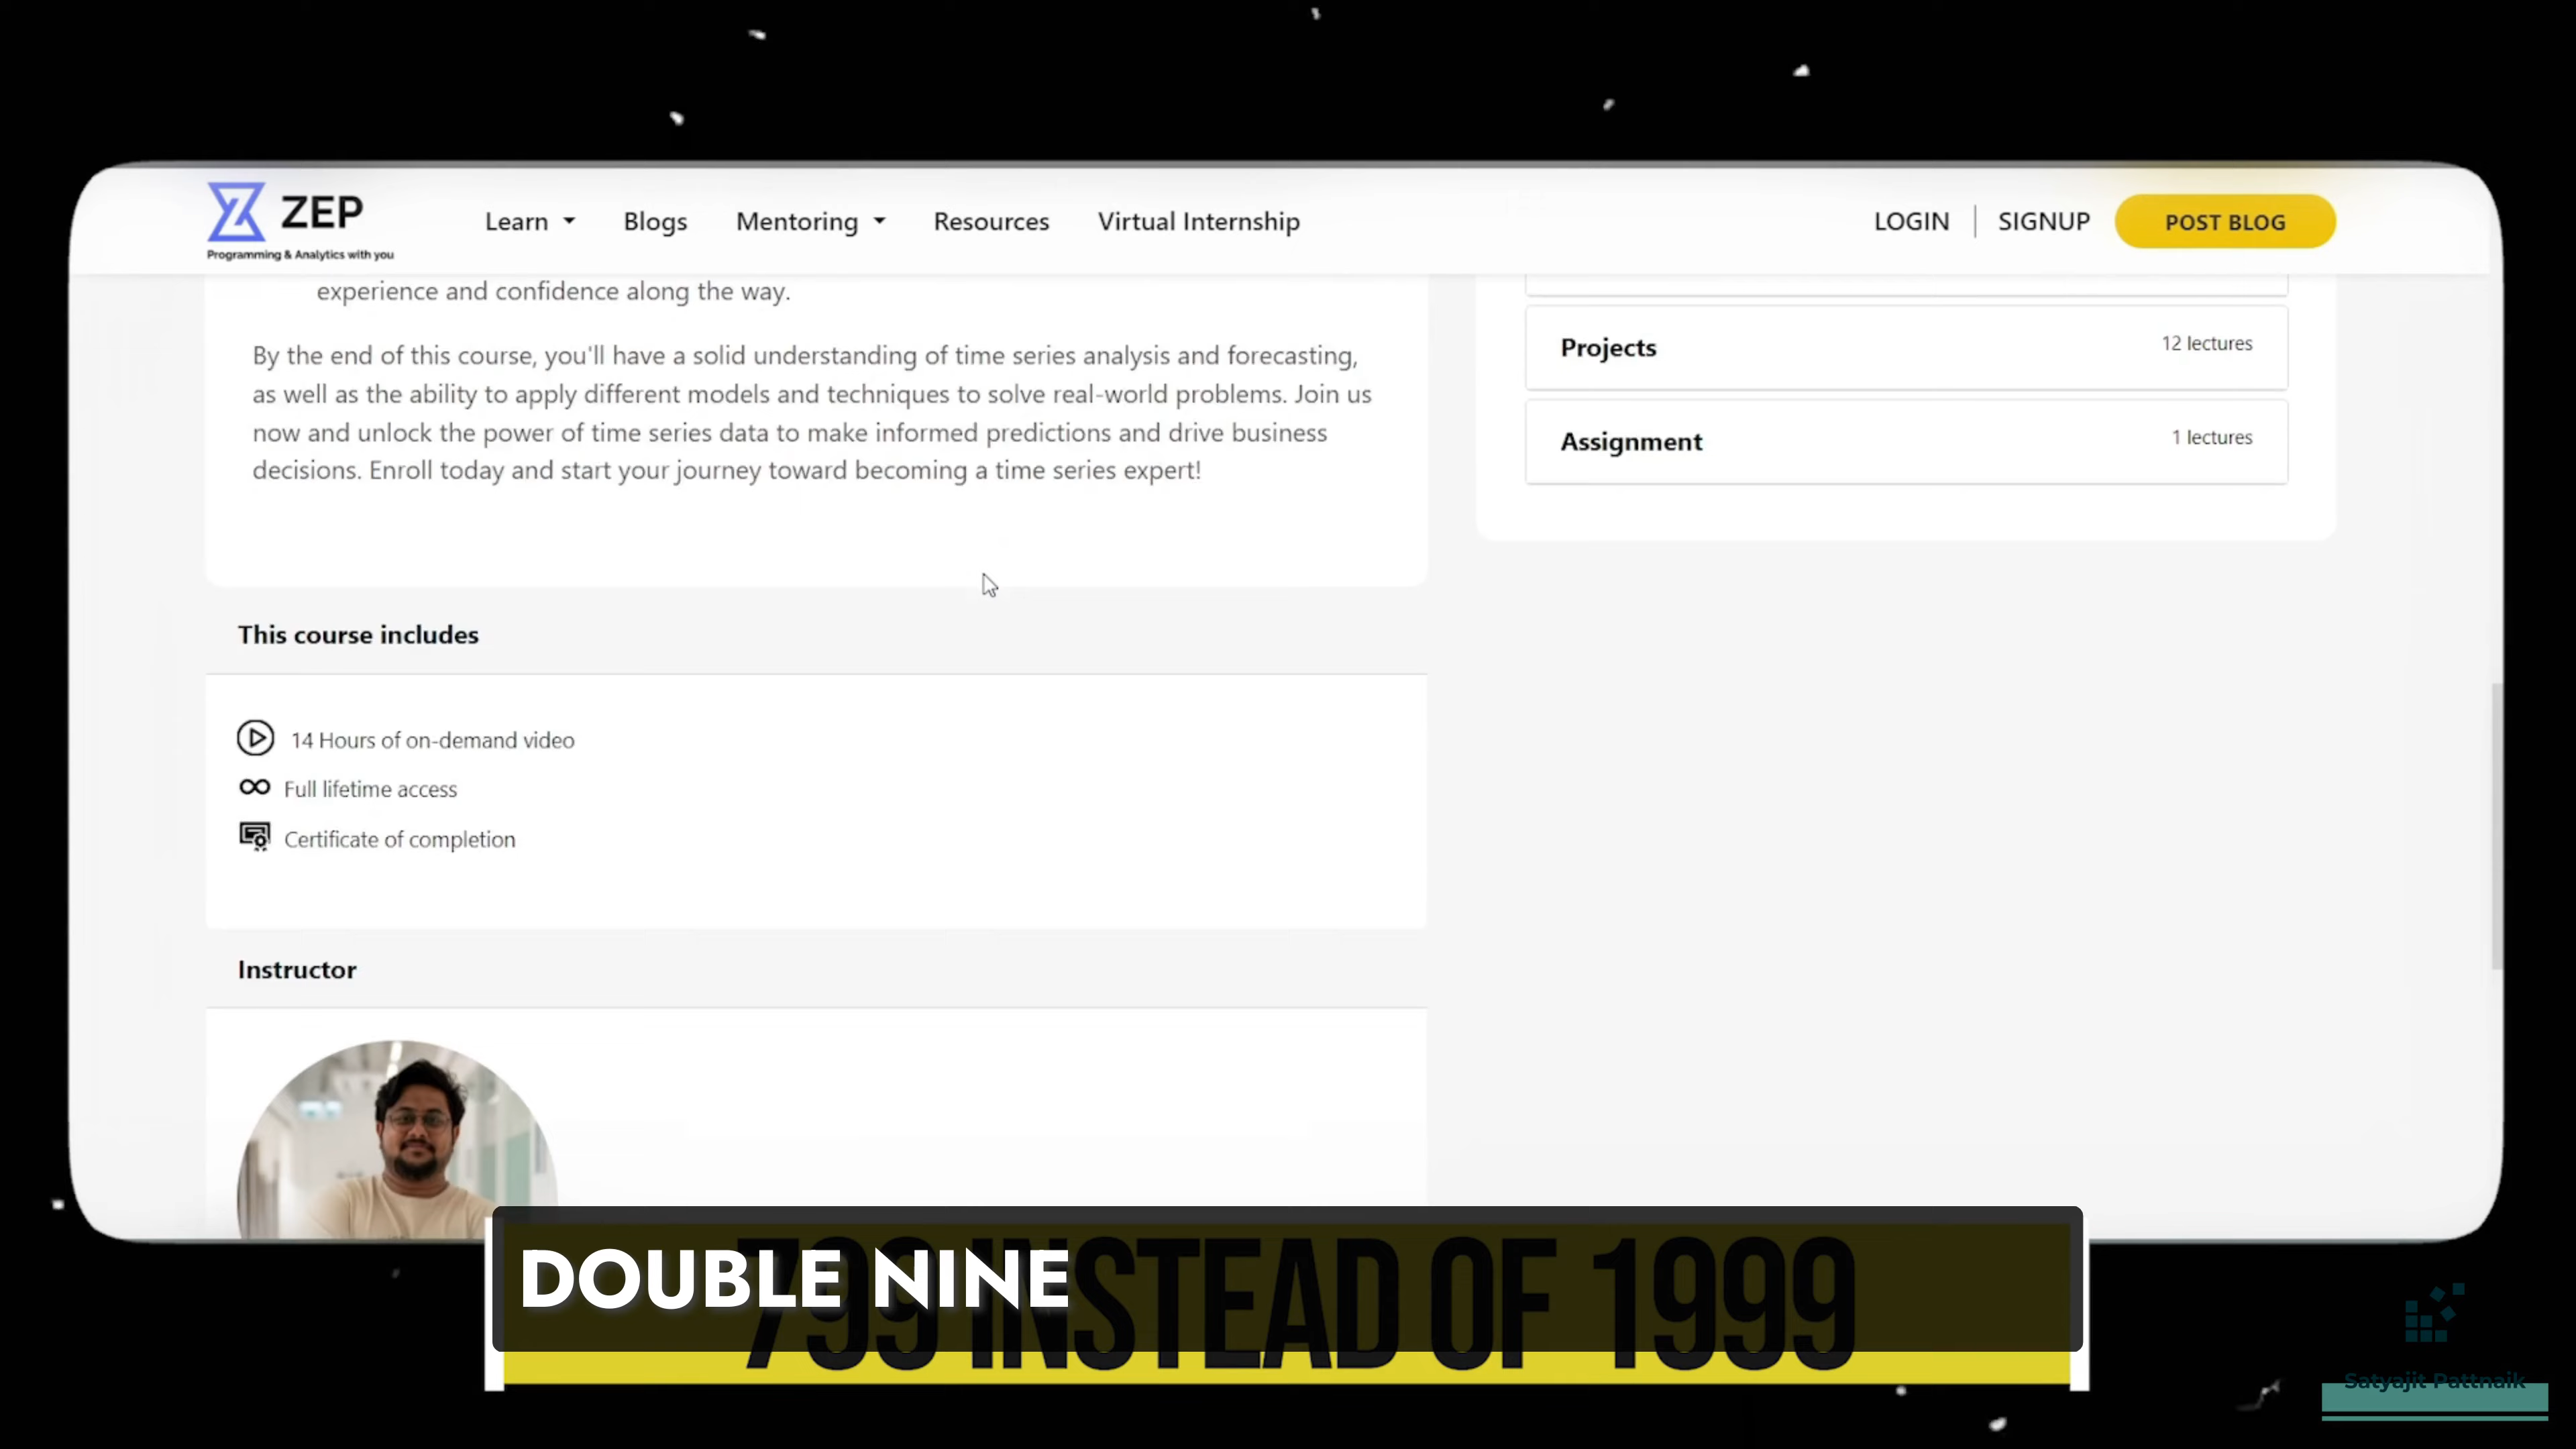 ZEP
Programming & Analytics with you
Learn
Blogs
Mentoring
Resources
Virtual Internship
LOGIN
SIGNUP
POST BLOG
experience and confidence along the way.
By the end of this course, you'll have a solid understanding of time series analysis and forecasting,
as well as the ability to apply different models and techniques to solve real-world problems. Join us
now and unlock the power of time series data to make informed predictions and drive business
decisions. Enroll today and start your journey toward becoming a time series expert!
Projects
12 lectures
Assignment
1 lectures
This course includes
14 Hours of on-demand video
Full lifetime access
Certificate of completion
Instructor
DOUBLE NINE
799 INSTEAD OF 1999
Satyajit Pattnaik